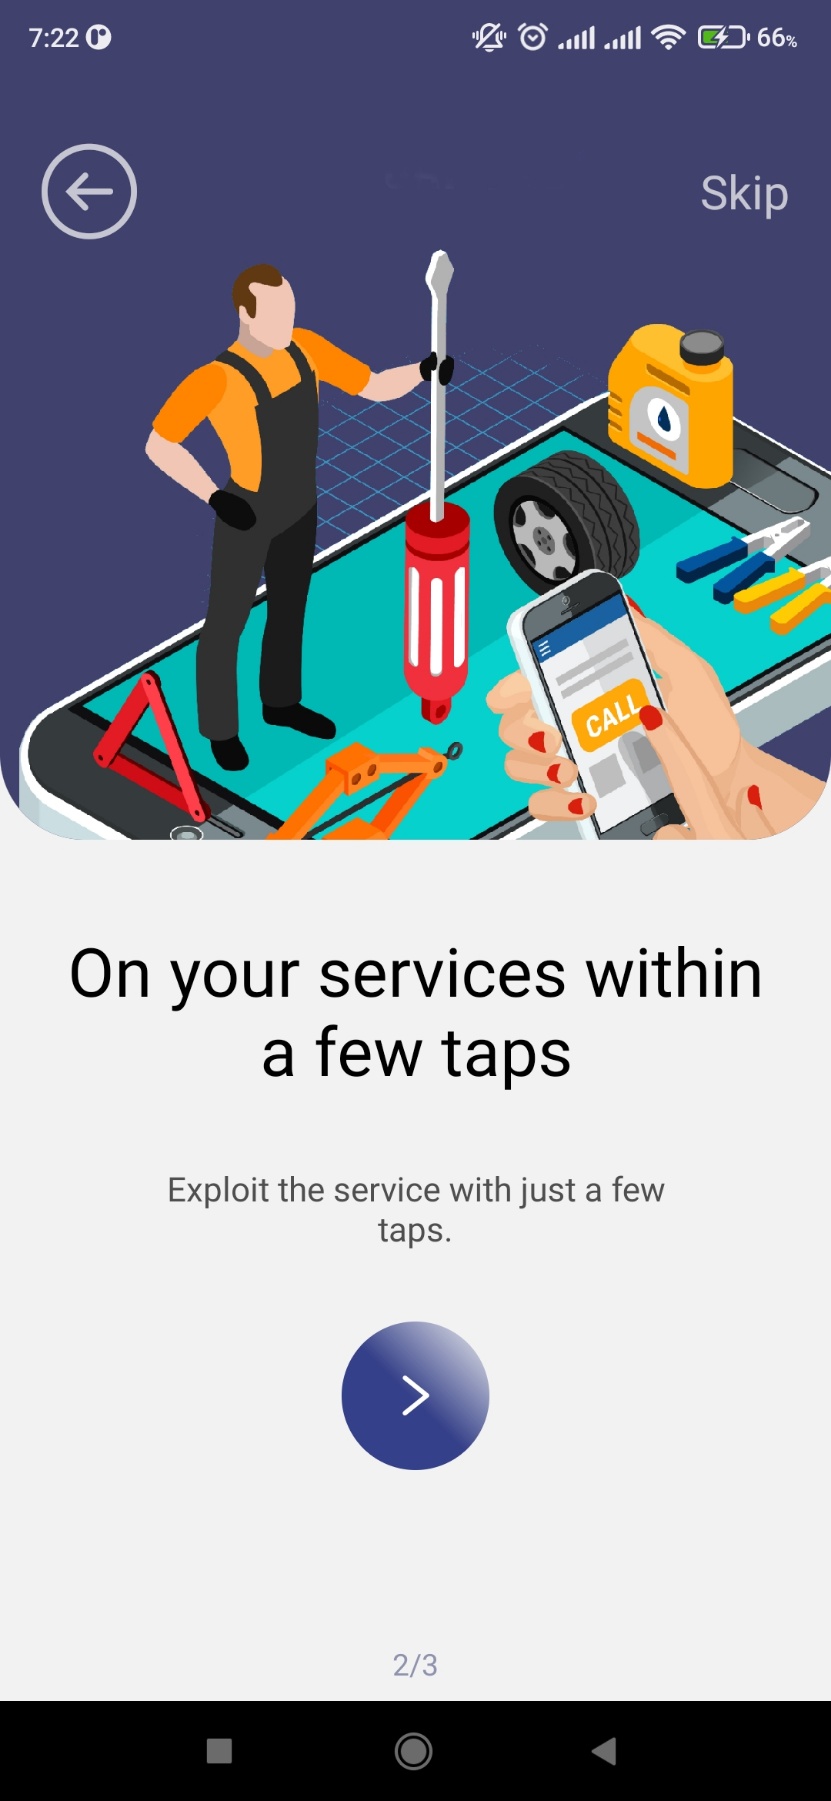 7:22
66%
Skip
CALL
On your services within
a few taps
Exploit the service with just a few
taps.
2/3